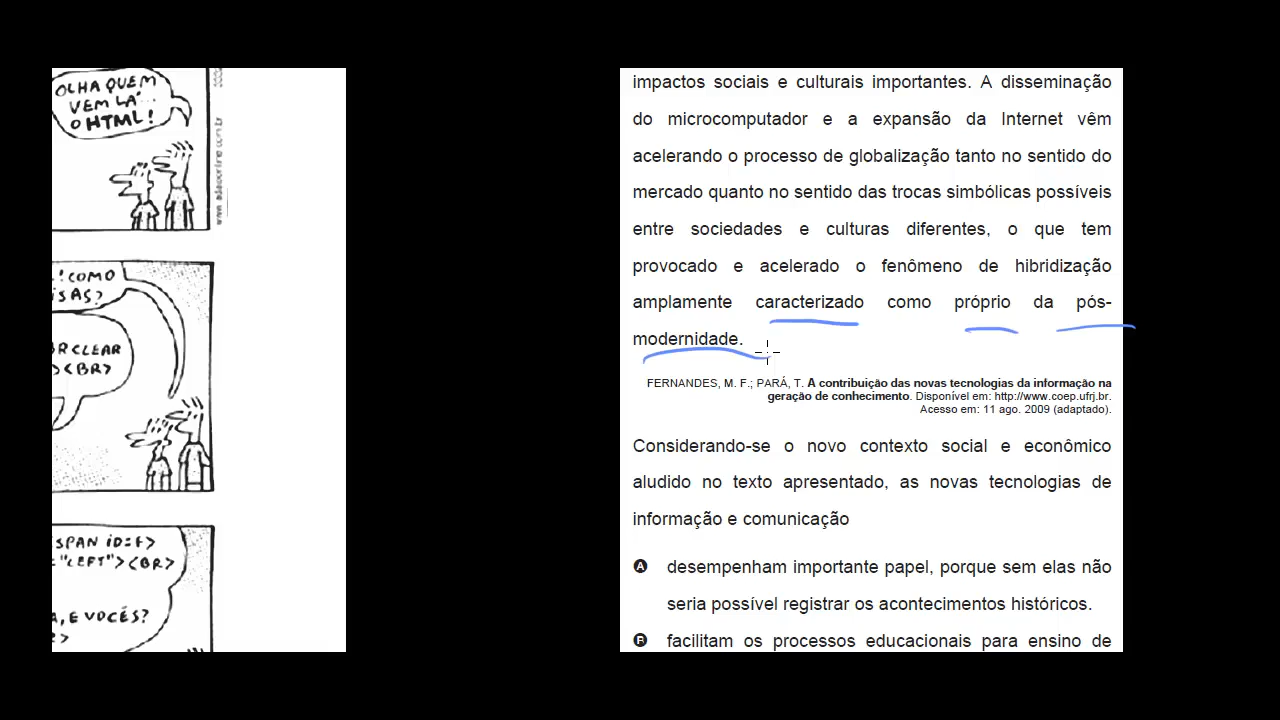 OLHA QUEM
VEM LÁ...
O HTML!
! COMO
BR CLEAR
><BR>
SPAN ID=F>
="LEFT"><BR>
A, E VOCÊS?
impactos sociais e culturais importantes. A disseminação
do microcomputador e a expansão da Internet vêm
acelerando o processo de globalização tanto no sentido do
mercado quanto no sentido das trocas simbólicas possíveis
entre sociedades e culturas diferentes, o que tem
provocado e acelerado o fenômeno de hibridização
amplamente caracterizado como próprio da pós-
modernidade.
FERNANDES, M. F.; PARÁ, T. A contribuição das novas tecnologias da informação na
geração de conhecimento. Disponível em: http://www.coep.ufrj.br.
Acesso em: 11 ago. 2009 (adaptado).
Considerando-se o novo contexto social e econômico
aludido no texto apresentado, as novas tecnologias de
informação e comunicação
A desempenham importante papel, porque sem elas não
seria possível registrar os acontecimentos históricos.
B facilitam os processos educacionais para ensino de